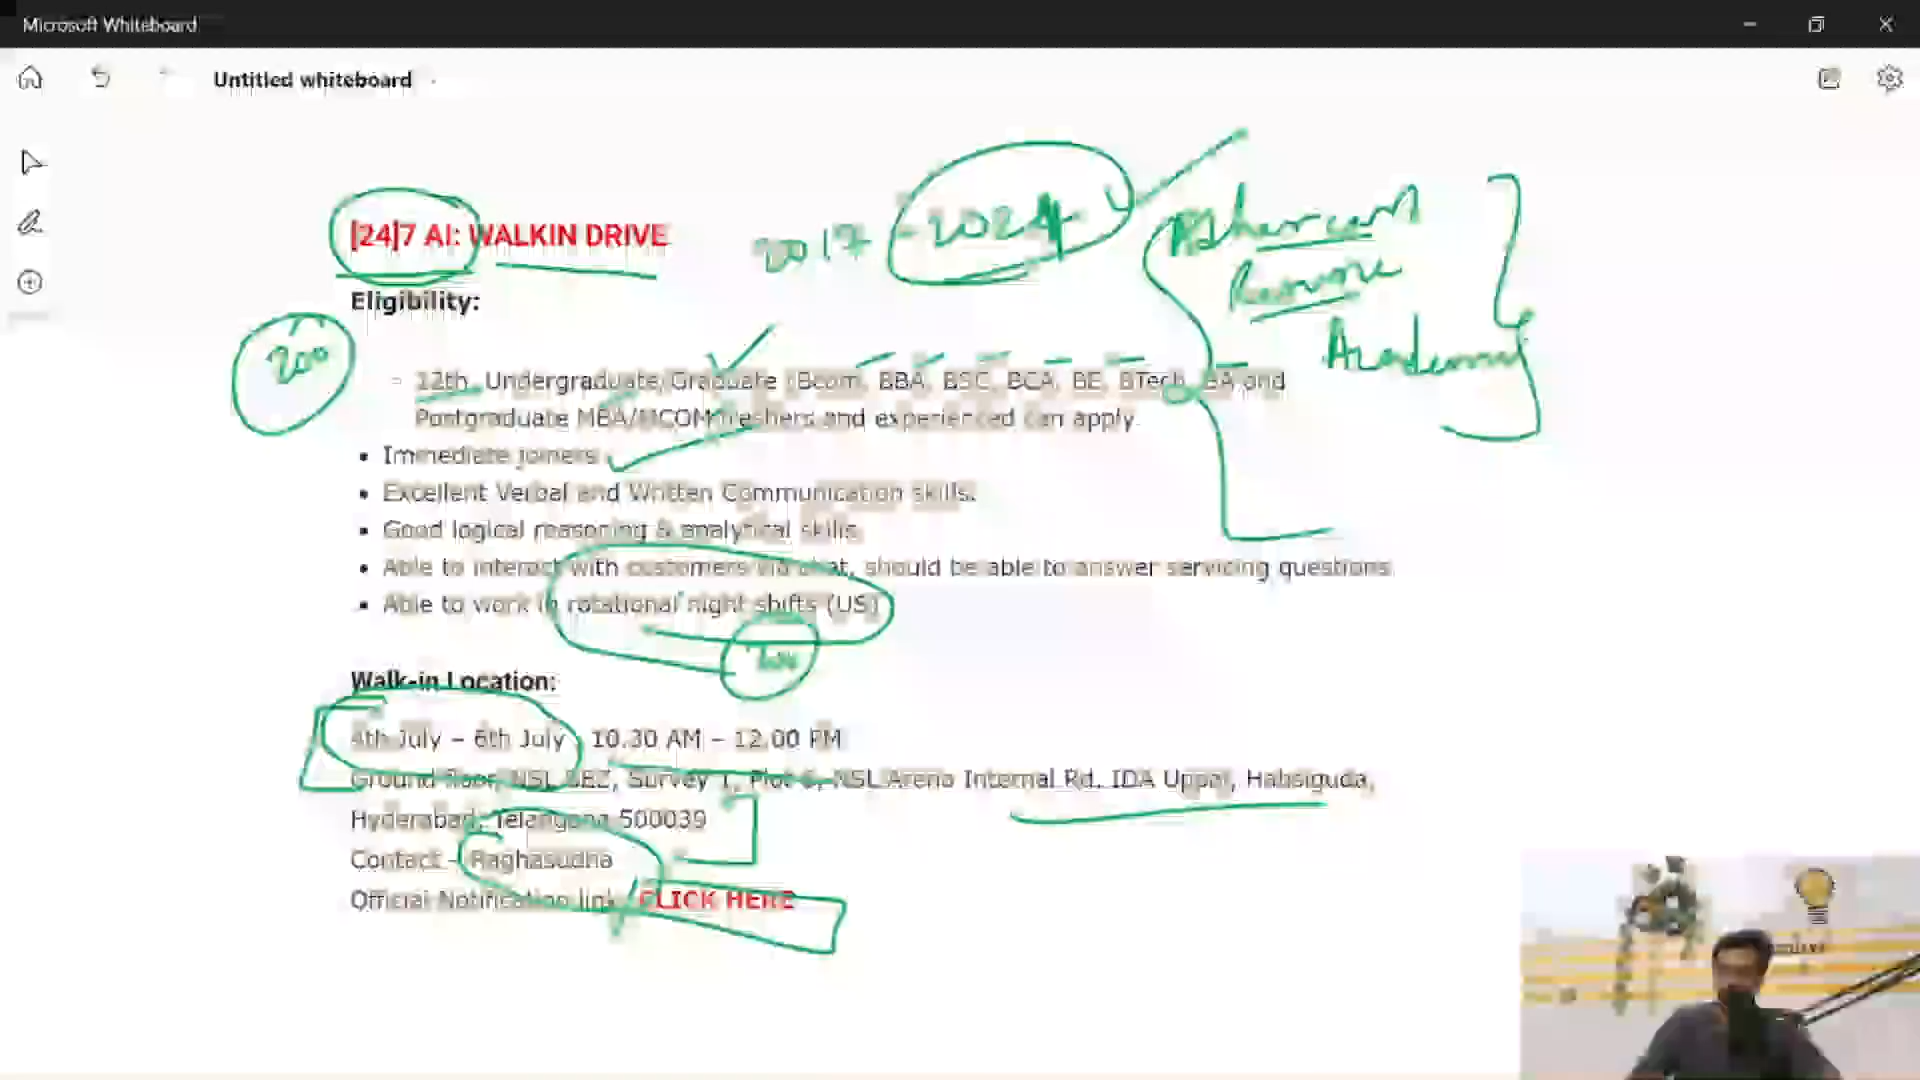 Microsoft Whiteboard
Untitled whiteboard
[24]7 AI: WALKIN DRIVE
2017 - 2024
Eligibility:
200
Academy
12th, Undergraduate/Graduate (Bcom, BBA, BSC, BCA, BE, BTech, BA and
Postgraduate MBA/MCOM freshers and experienced can apply.
• Immediate joiners
• Excellent Verbal and Written Communication skills.
• Good logical reasoning & analytical skills.
• Able to interact with customers via chat, should be able to answer servicing questions.
• Able to work in rotational night shifts (US)
Walk-in Location:
4th July – 6th July, 10.30 AM – 12.00 PM
Ground floor, NSL SEZ, Survey 1, Plot 6, NSL Arena Internal Rd, IDA Uppal, Habsiguda,
Hyderabad, Telangana 500039
Contact - Raghasudha
Official Notification link: CLICK HERE